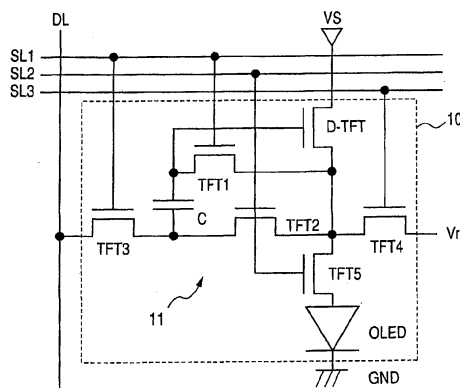 DL
VS
SL1
SL2
SL3
10
D-TFT
TFT1
C
TFT2
TFT3
TFT4
Vr
TFT5
11
OLED
GND